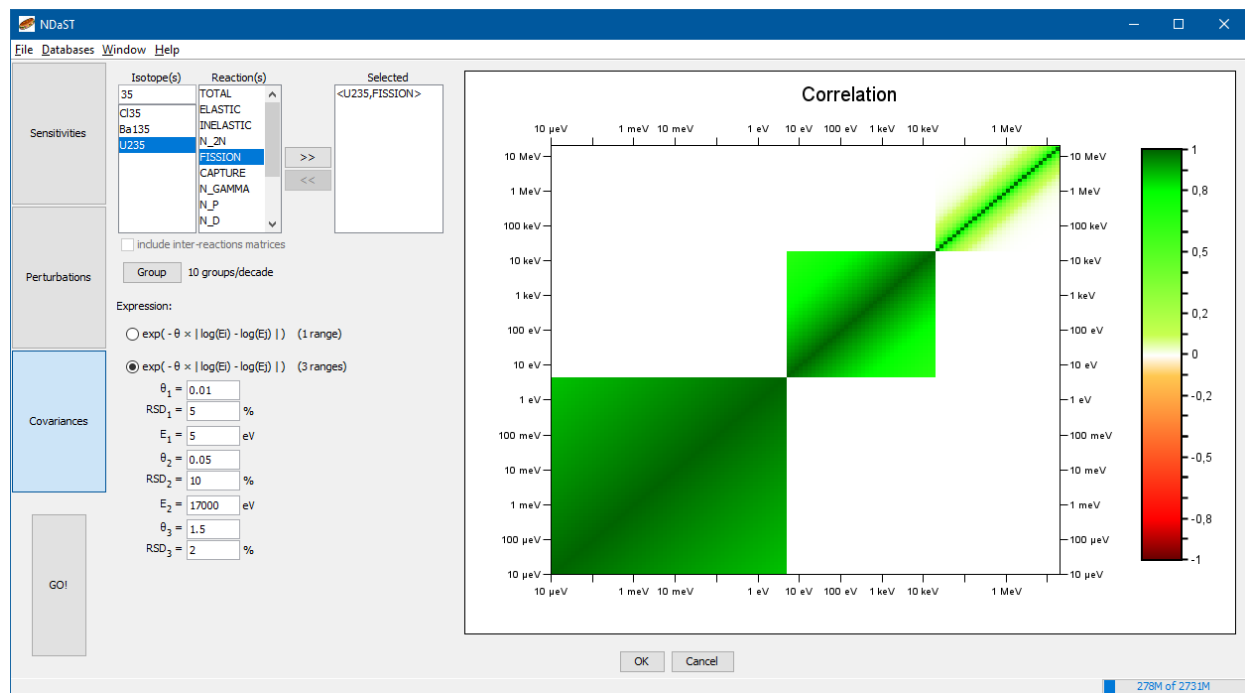 NDaST
File Databases Window Help
Sensitivities
Perturbations
Covariances
GO!
Isotope(s) Reaction(s) Selected
35
Cl35
Ba135
U235
TOTAL
ELASTIC
INELASTIC
N_2N
FISSION
CAPTURE
N_GAMMA
N_P
N_D
>>
<<
<U235,FISSION>
include inter-reactions matrices
Group 10 groups/decade
Expression:
exp( - θ × | log(Ei) - log(Ej) | ) (1 range)
exp( - θ × | log(Ei) - log(Ej) | ) (3 ranges)
θ1 = 0.01
RSD1 = 5 %
E1 = 5 eV
θ2 = 0.05
RSD2 = 10 %
E2 = 17000 eV
θ3 = 1.5
RSD3 = 2 %
Correlation
10 µeV 1 meV 10 meV 1 eV 10 eV 100 eV 1 keV 10 keV 1 MeV
10 MeV
1 MeV
100 keV
10 keV
1 keV
100 eV
10 eV
1 eV
100 meV
10 meV
1 meV
100 µeV
10 µeV
10 MeV
1 MeV
100 keV
10 keV
1 keV
100 eV
10 eV
1 eV
100 meV
10 meV
1 meV
100 µeV
10 µeV
10 µeV 1 meV 10 meV 1 eV 10 eV 100 eV 1 keV 10 keV 1 MeV
1
0,8
0,5
0,2
0
-0,2
-0,5
-0,8
-1
OK Cancel
278M of 2731M